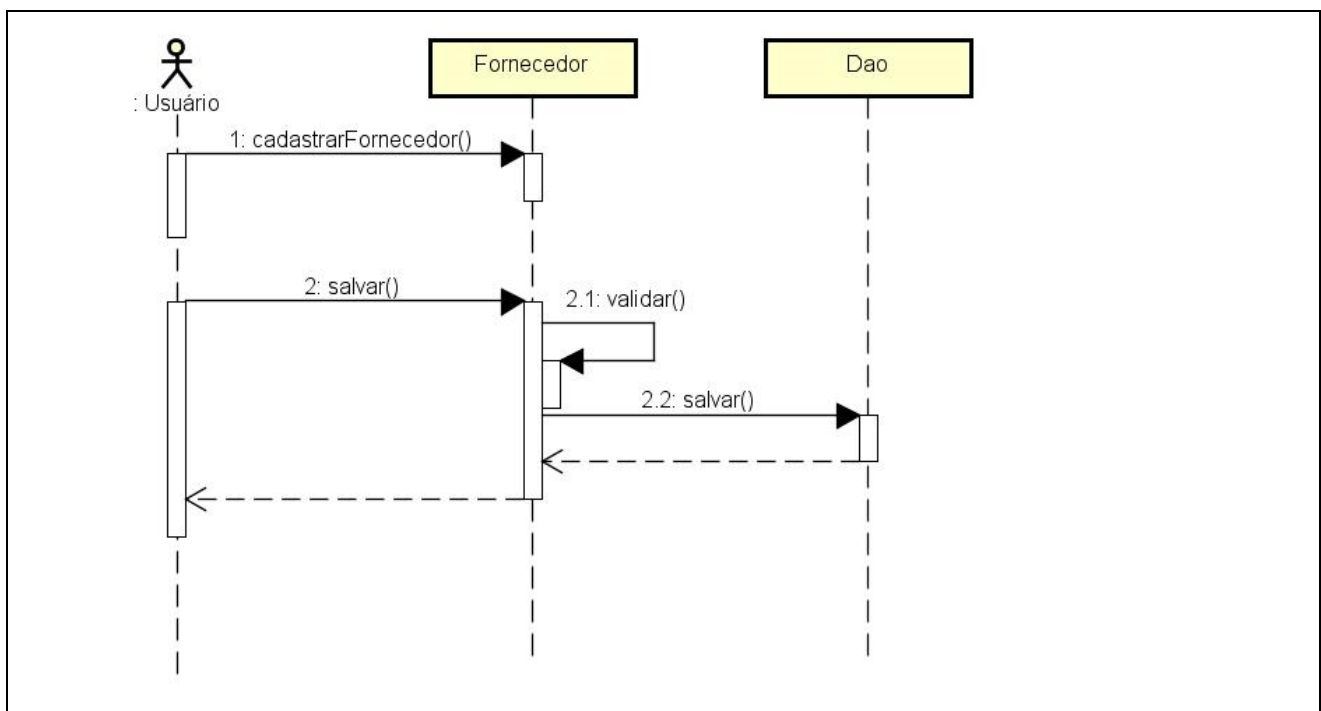 Fornecedor
Dao
: Usuário
1: cadastrarFornecedor()
2: salvar()
2.1: validar()
2.2: salvar()